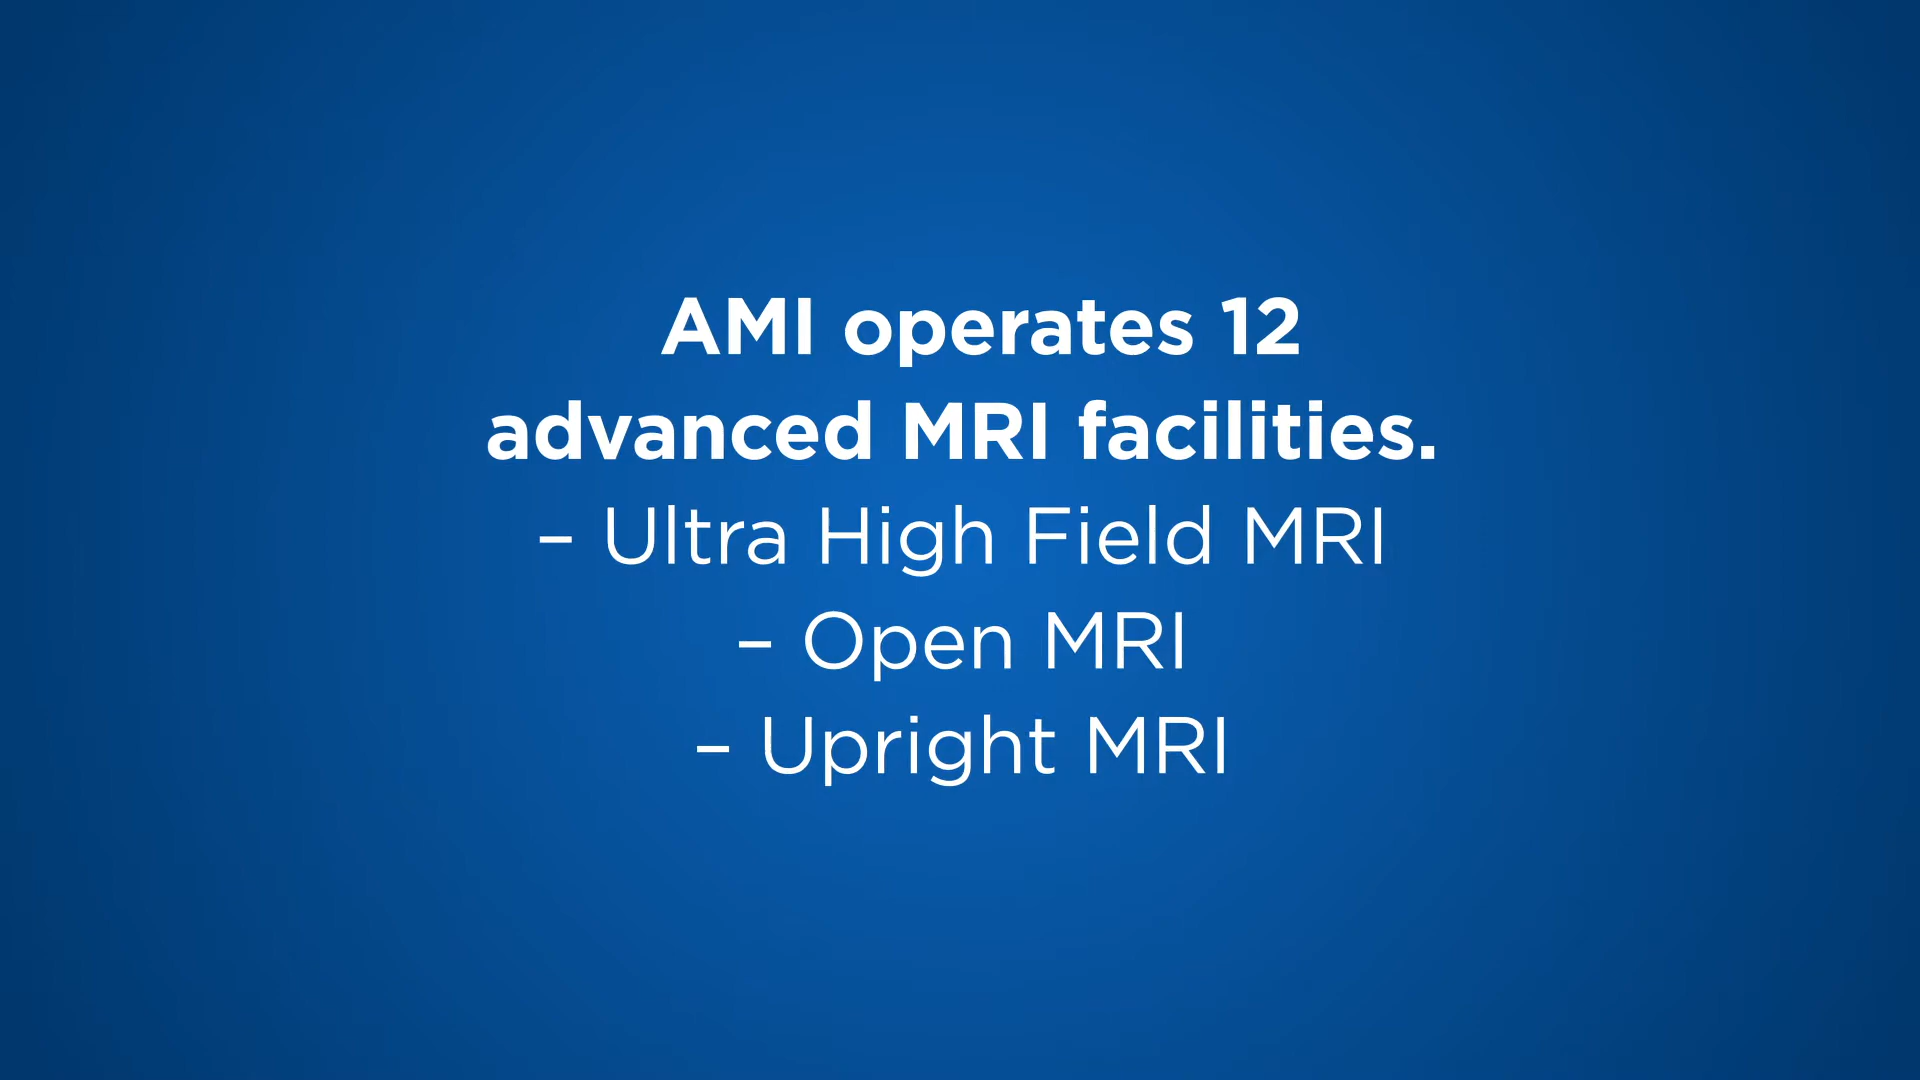 AMI operates 12
advanced MRI facilities.
– Ultra High Field MRI
– Open MRI
– Upright MRI